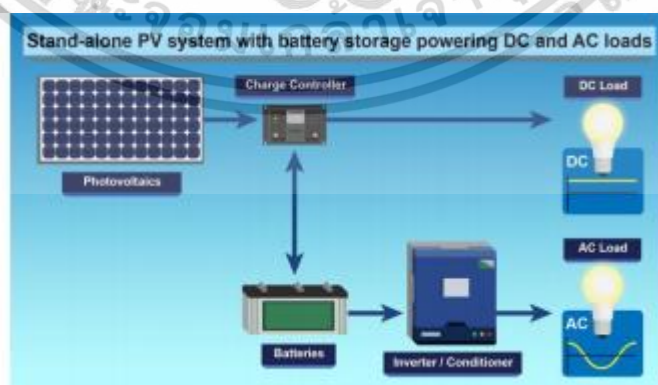 Stand-alone PV system with battery storage powering DC and AC loads
Charge Controller
DC Load
Photovoltaics
DC
AC Load
AC
Batteries
Inverter / Conditioner